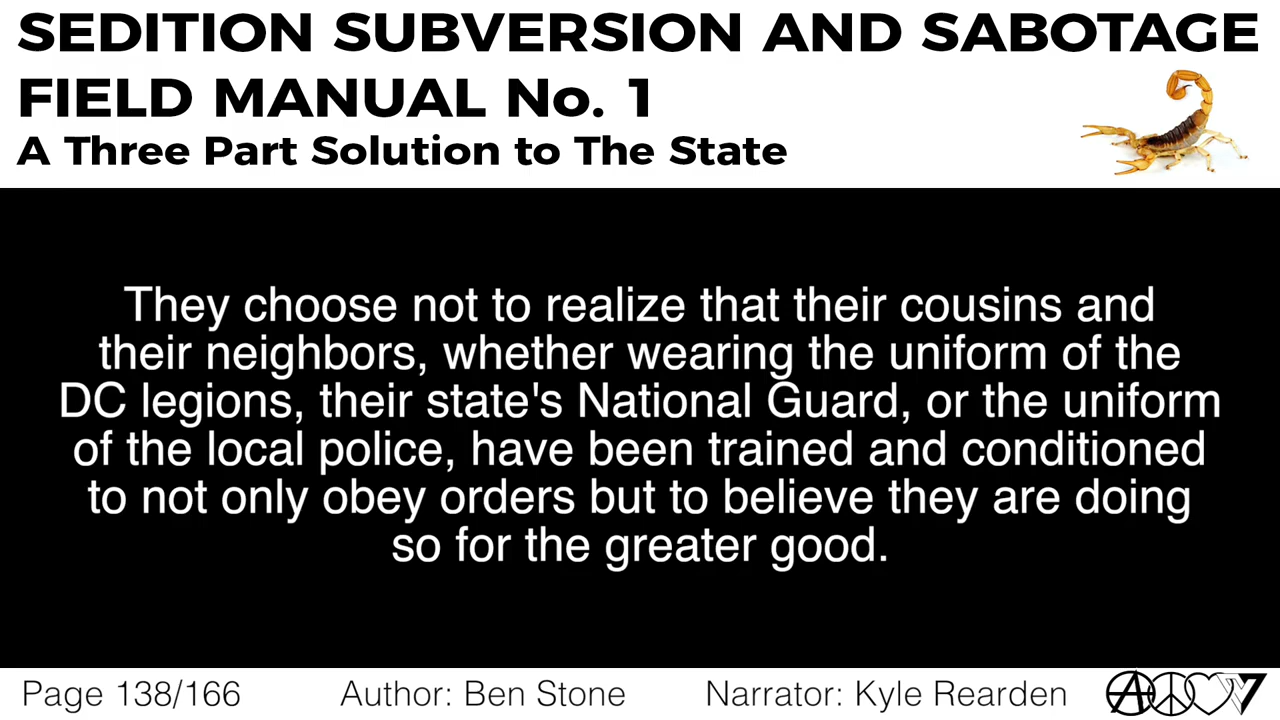 SEDITION SUBVERSION AND SABOTAGE
FIELD MANUAL No. 1
A Three Part Solution to The State
They choose not to realize that their cousins and
their neighbors, whether wearing the uniform of the
DC legions, their state's National Guard, or the uniform
of the local police, have been trained and conditioned
to not only obey orders but to believe they are doing
so for the greater good.
Page 138/166 Author: Ben Stone Narrator: Kyle Rearden